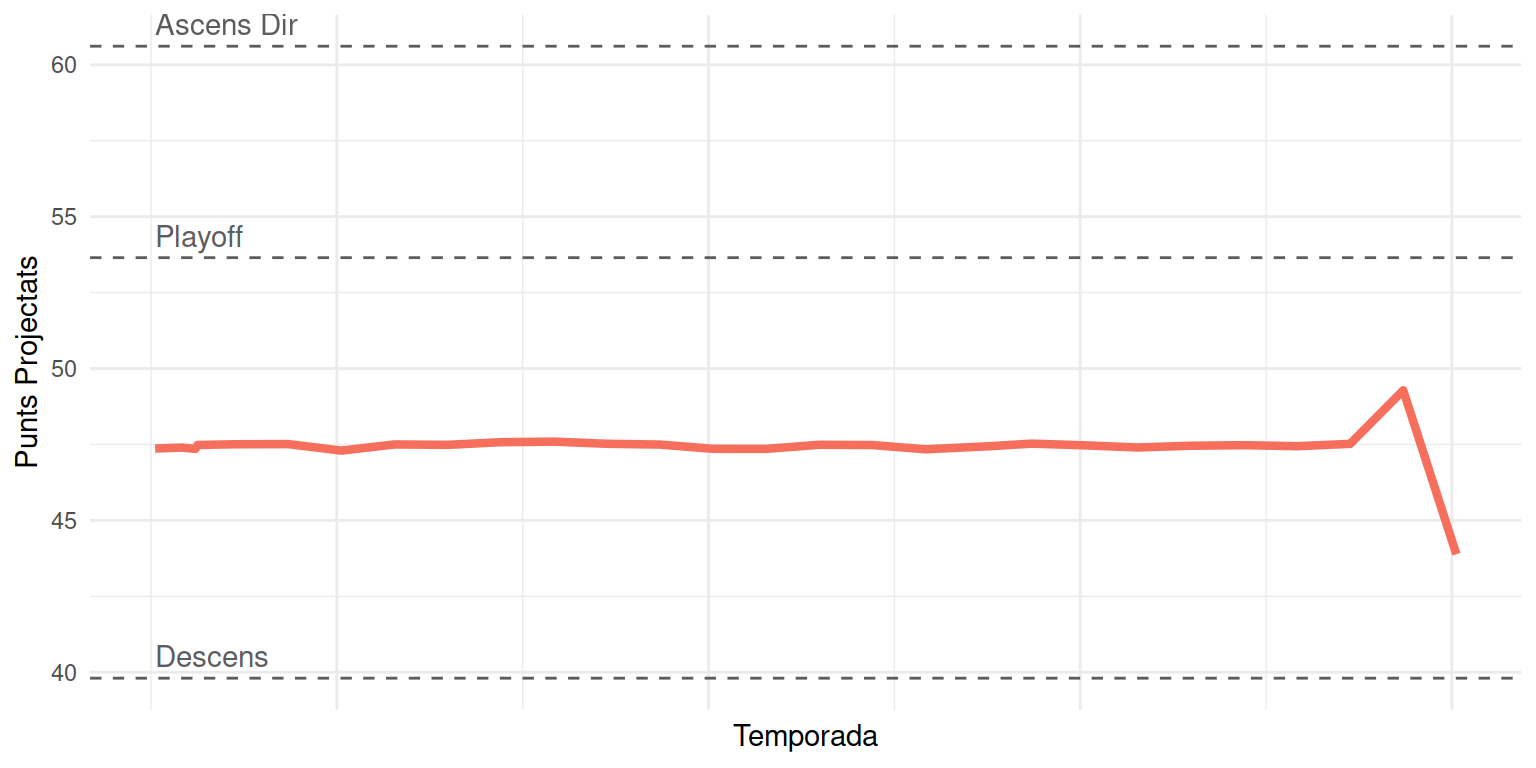 Ascens Dir
60
55
Playoff
Punts Projectats
50
45
Descens
40
Temporada